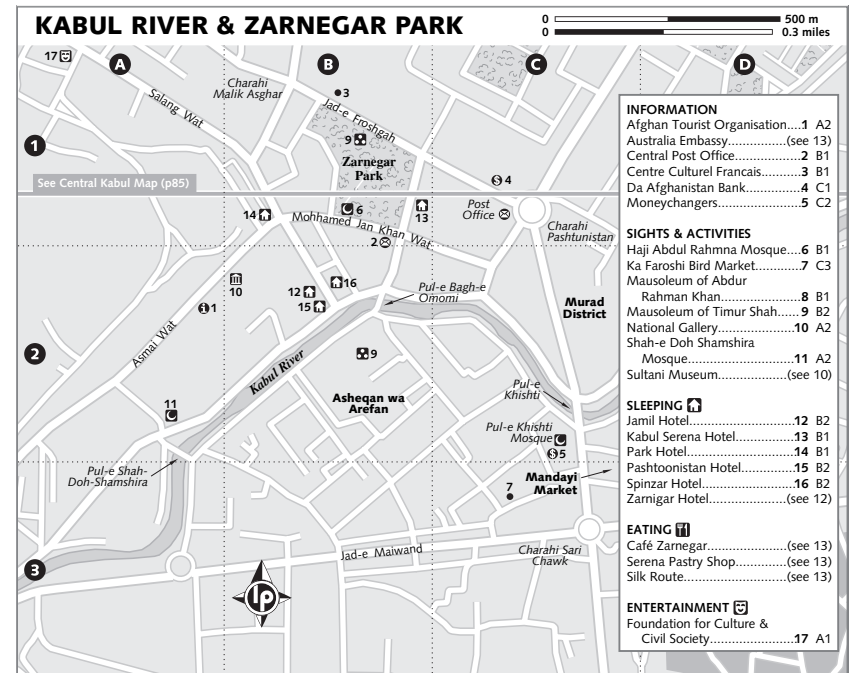 KABUL RIVER & ZARNEGAR PARK
0 500 m
0 0.3 miles
17
A
B
C
D
Charahi
Malik Asghar
3
Salang Wat
Jad-e Froshgah
1
9
Zarnegar
Park
See Central Kabul Map (p85)
4
14
6
13
Post
Office
Mohhamed Jan Khan Wat
2
Charahi
Pashtunistan
10
16
12
15
1
Pul-e Bagh-e
Omomi
Murad
District
2
Asmai Wat
Kabul River
9
Asheqan wa
Arefan
Pul-e
Khishti
11
Pul-e Khishti
Mosque
5
Pul-e Shah-
Doh-Shamshira
Mandayi
Market
7
Jad-e Maiwand
Charahi Sari
Chawk
3
lp
INFORMATION
Afghan Tourist Organisation....1 A2
Australia Embassy....................(see 13)
Central Post Office....................2 B1
Centre Culturel Francais............3 B1
Da Afghanistan Bank.................4 C1
Moneychangers.........................5 C2
SIGHTS & ACTIVITIES
Haji Abdul Rahmna Mosque....6 B1
Ka Faroshi Bird Market............7 C3
Mausoleum of Abdur
Rahman Khan.......................8 B1
Mausoleum of Timur Shah......9 B2
National Gallery......................10 A2
Shah-e Doh Shamshira
Mosque................................11 A2
Sultani Museum......................(see 10)
SLEEPING
Jamil Hotel..............................12 B2
Kabul Serena Hotel.................13 B1
Park Hotel...............................14 B1
Pashtoonistan Hotel................15 B2
Spinzar Hotel..........................16 B2
Zarnigar Hotel........................(see 12)
EATING
Café Zarnegar........................(see 13)
Serena Pastry Shop.................(see 13)
Silk Route...............................(see 13)
ENTERTAINMENT
Foundation for Culture &
Civil Society.........................17 A1